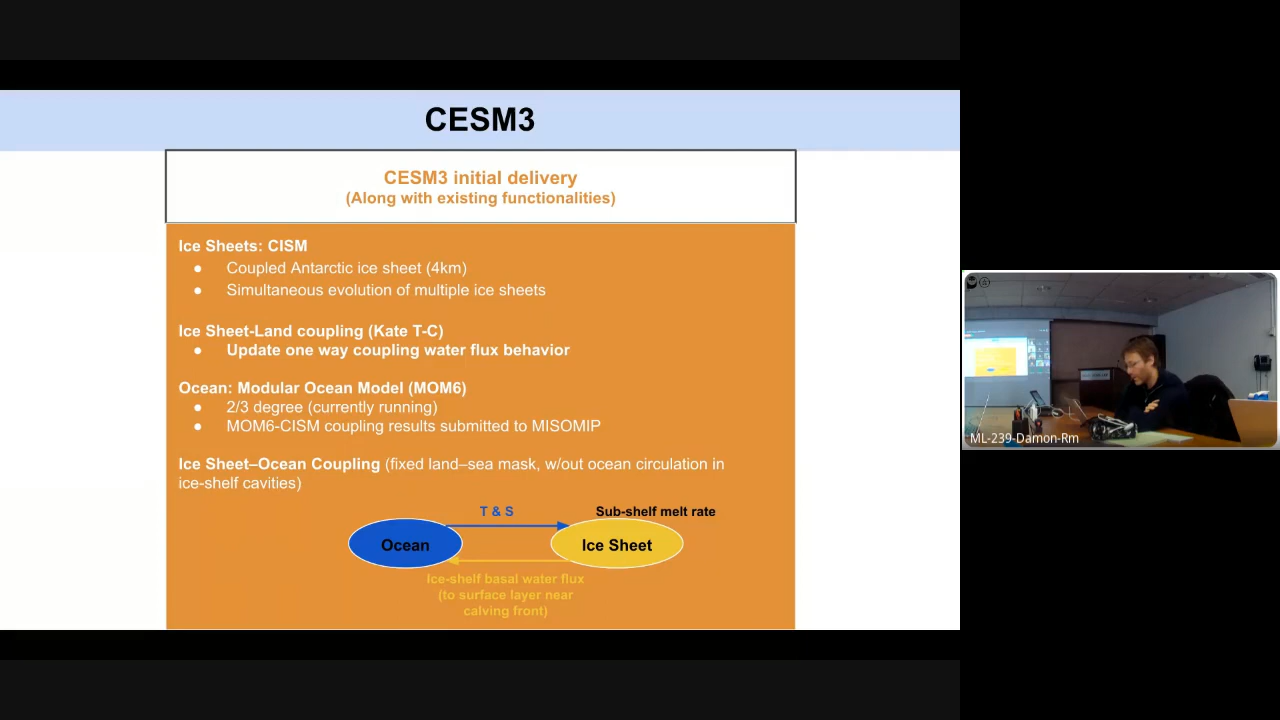 CESM3
CESM3 initial delivery
(Along with existing functionalities)
Ice Sheets: CISM
● Coupled Antarctic ice sheet (4km)
● Simultaneous evolution of multiple ice sheets
Ice Sheet-Land coupling (Kate T-C)
● Update one way coupling water flux behavior
Ocean: Modular Ocean Model (MOM6)
● 2/3 degree (currently running)
● MOM6-CISM coupling results submitted to MISOMIP
Ice Sheet–Ocean Coupling (fixed land–sea mask, w/out ocean circulation in
ice-shelf cavities)
T & S
Sub-shelf melt rate
Ocean
Ice Sheet
Ice-shelf basal water flux
(to surface layer near
calving front)
ML-239-Damon-Rm